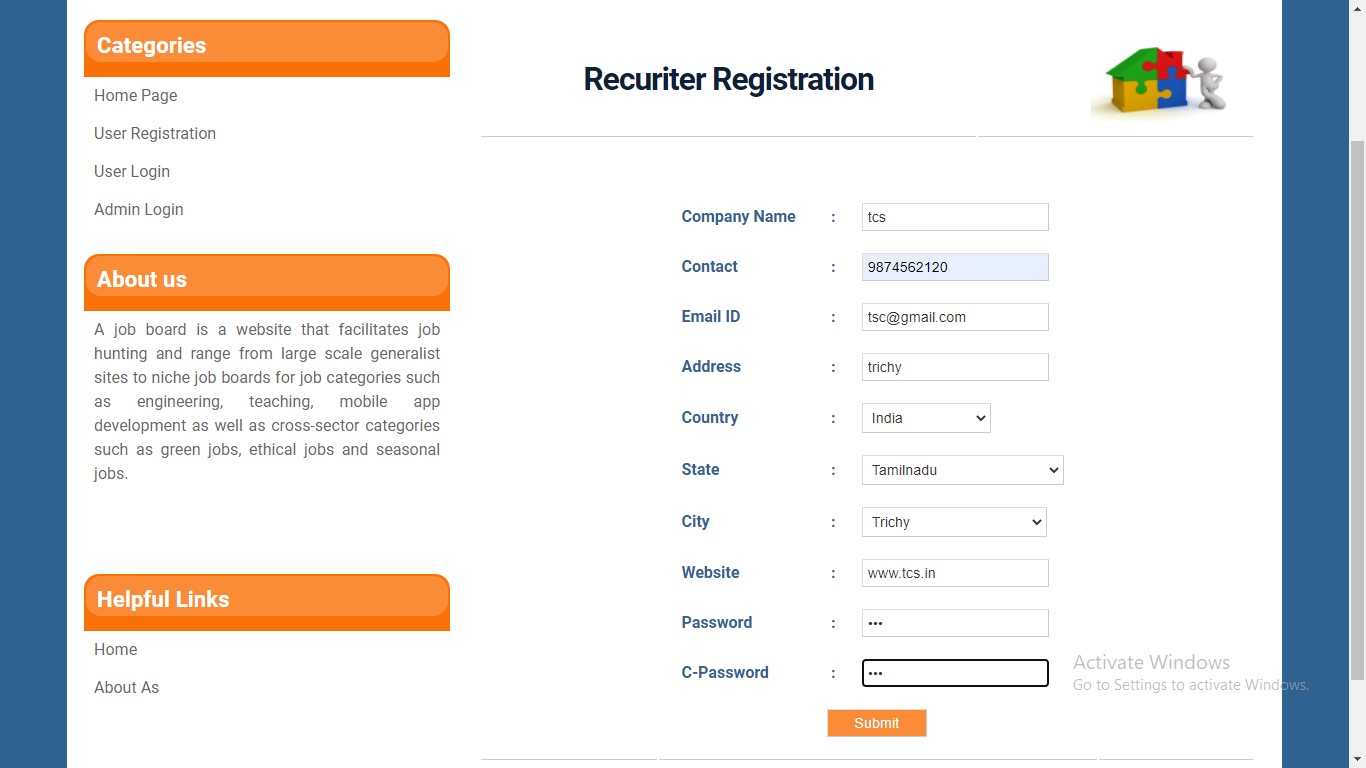 Categories
Home Page
User Registration
User Login
Admin Login
About us
A job board is a website that facilitates job
hunting and range from large scale generalist
sites to niche job boards for job categories such
as engineering, teaching, mobile app
development as well as cross-sector categories
such as green jobs, ethical jobs and seasonal
jobs.
Helpful Links
Home
About As
Recuriter Registration
Company Name : tcs
Contact : 9874562120
Email ID : tsc@gmail.com
Address : trichy
Country : India
State : Tamilnadu
City : Trichy
Website : www.tcs.in
Password : •••
C-Password : •••
Submit
Activate Windows
Go to Settings to activate Windows.